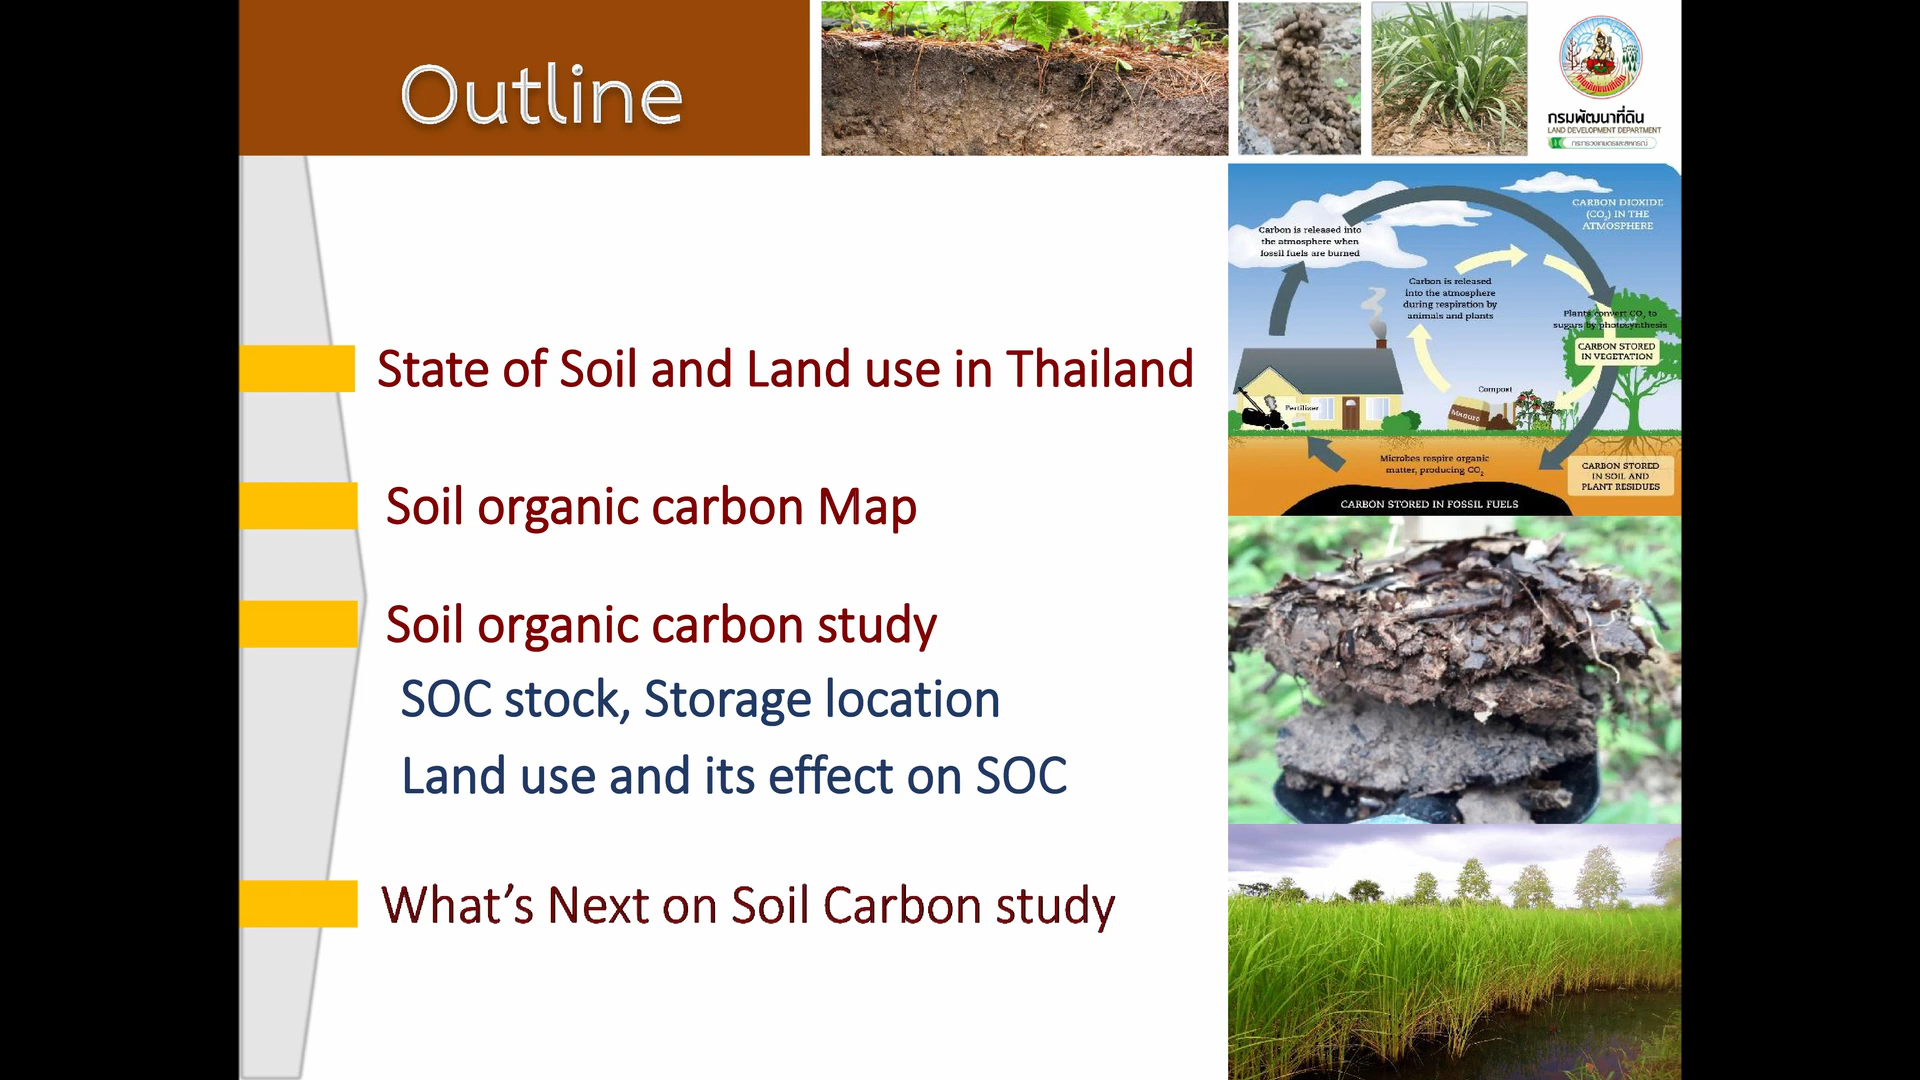 Outline
กรมพัฒนาที่ดิน
LAND DEVELOPMENT DEPARTMENT
กระทรวงเกษตรและสหกรณ์
State of Soil and Land use in Thailand
Soil organic carbon Map
Soil organic carbon study
SOC stock, Storage location
Land use and its effect on SOC
What's Next on Soil Carbon study
CARBON DIOXIDE
(CO₂) IN THE
ATMOSPHERE
Carbon is released into
the atmosphere when
fossil fuels are burned
Carbon is released
into the atmosphere
during respiration by
animals and plants
Plants convert CO₂ to
sugars by photosynthesis
CARBON STORED
IN VEGETATION
Compost
Fertilizer
Microbes respire organic
matter, producing CO₂
CARBON STORED
IN SOIL AND
PLANT RESIDUES
CARBON STORED IN FOSSIL FUELS